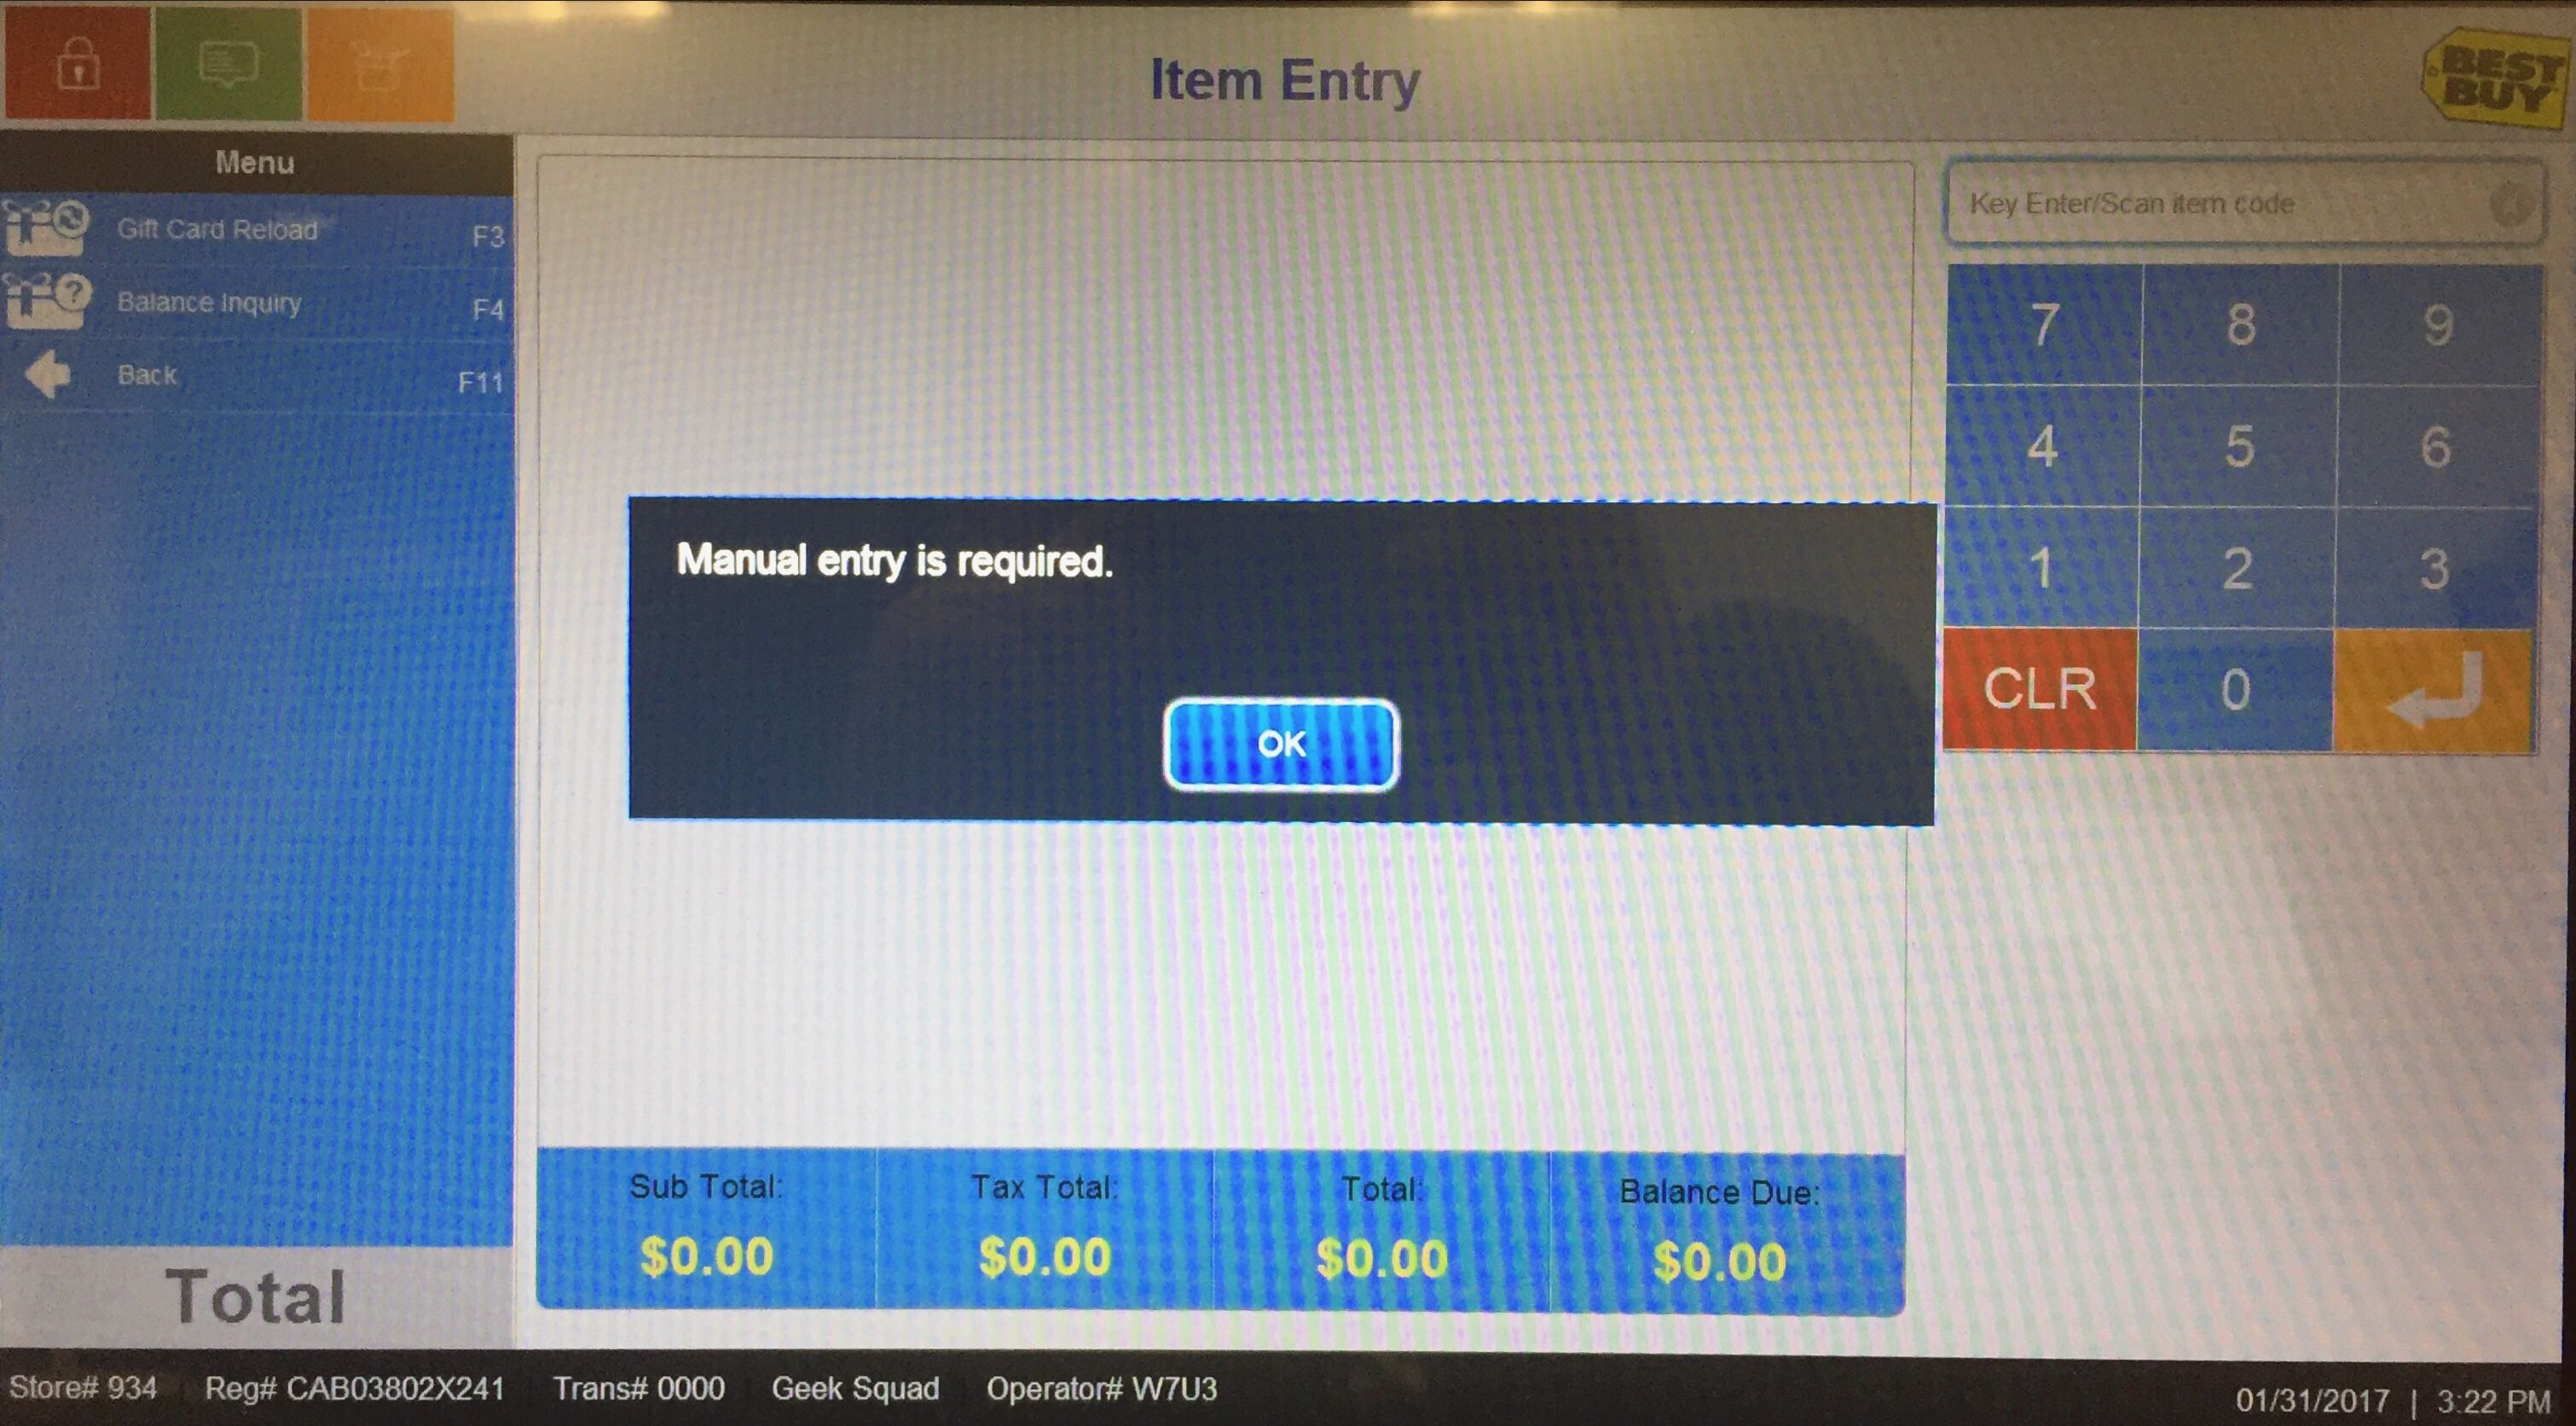 Item Entry
BEST
BUY
Menu
Gift Card Reload F3
Balance Inquiry F4
Back F11
Key Enter/Scan item code
7 8 9
4 5 6
1 2 3
CLR 0
Manual entry is required.
OK
Sub Total: Tax Total: Total: Balance Due:
$0.00 $0.00 $0.00 $0.00
Total
Store# 934 Reg# CAB03802X241 Trans# 0000 Geek Squad Operator# W7U3 01/31/2017 | 3:22 PM